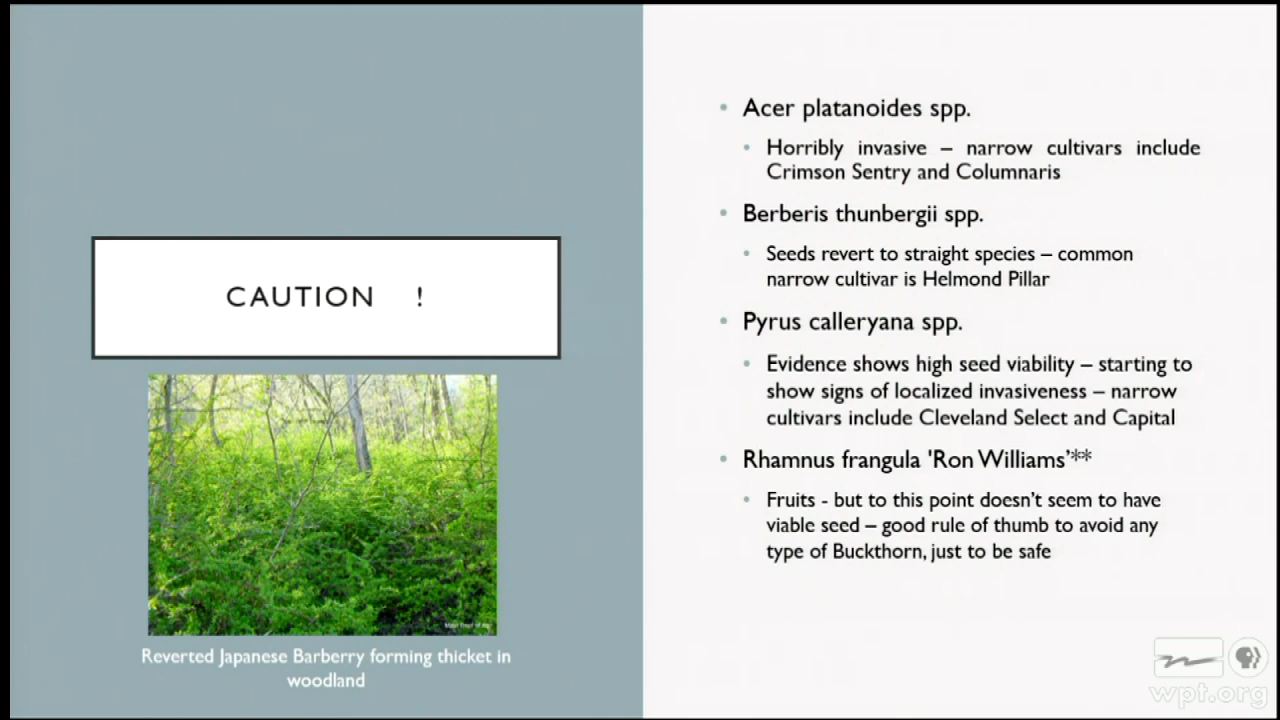 CAUTION !
Reverted Japanese Barberry forming thicket in
woodland
• Acer platanoides spp.
• Horribly invasive – narrow cultivars include
Crimson Sentry and Columnaris
• Berberis thunbergii spp.
• Seeds revert to straight species – common
narrow cultivar is Helmond Pillar
• Pyrus calleryana spp.
• Evidence shows high seed viability – starting to
show signs of localized invasiveness – narrow
cultivars include Cleveland Select and Capital
• Rhamnus frangula 'Ron Williams’**
• Fruits - but to this point doesn’t seem to have
viable seed – good rule of thumb to avoid any
type of Buckthorn, just to be safe
wpt.org